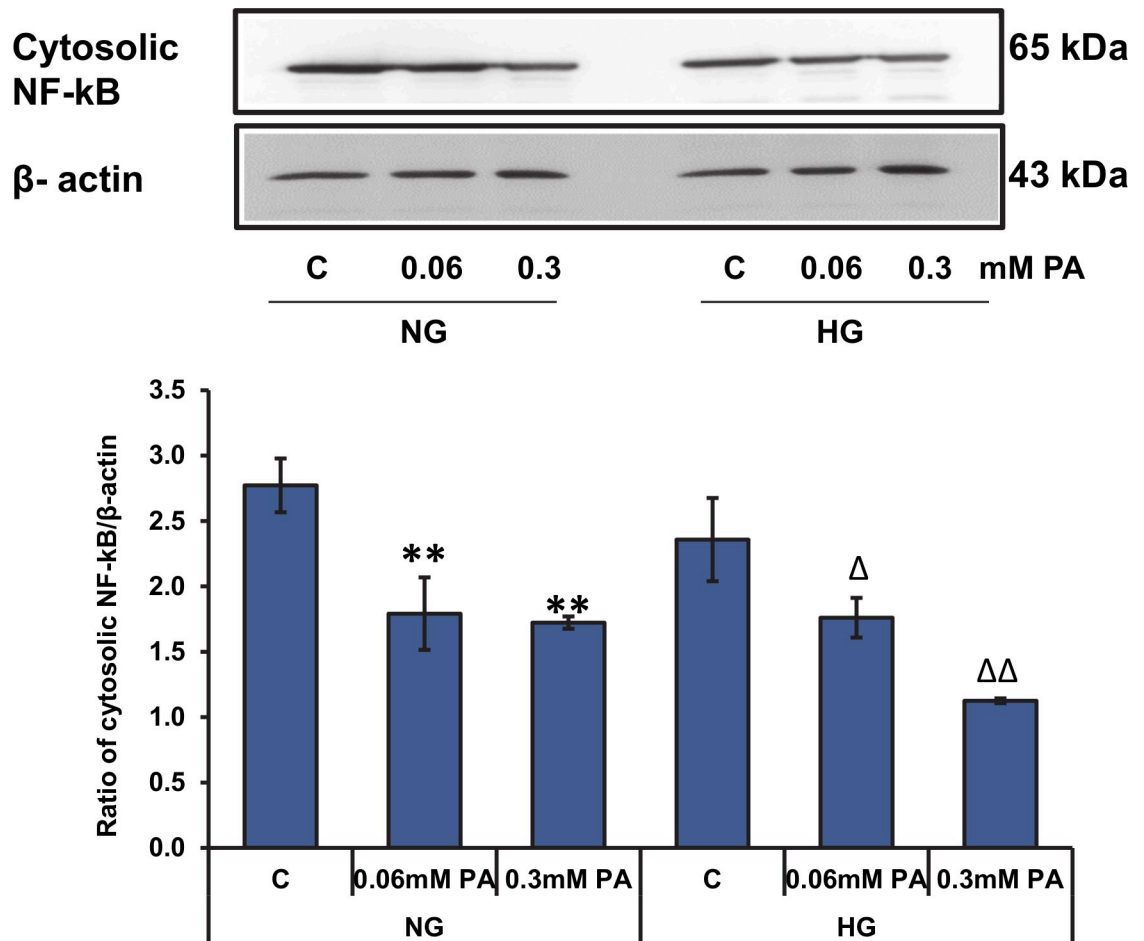 Cytosolic
NF-kB
65 kDa
β- actin
43 kDa
C 0.06 0.3 C 0.06 0.3 mM PA
NG HG
Ratio of cytosolic NF-kB/β-actin
3.5
3.0
2.5
2.0
1.5
1.0
0.5
0.0
**
**
Δ
ΔΔ
C 0.06mM PA 0.3mM PA C 0.06mM PA 0.3mM PA
NG HG